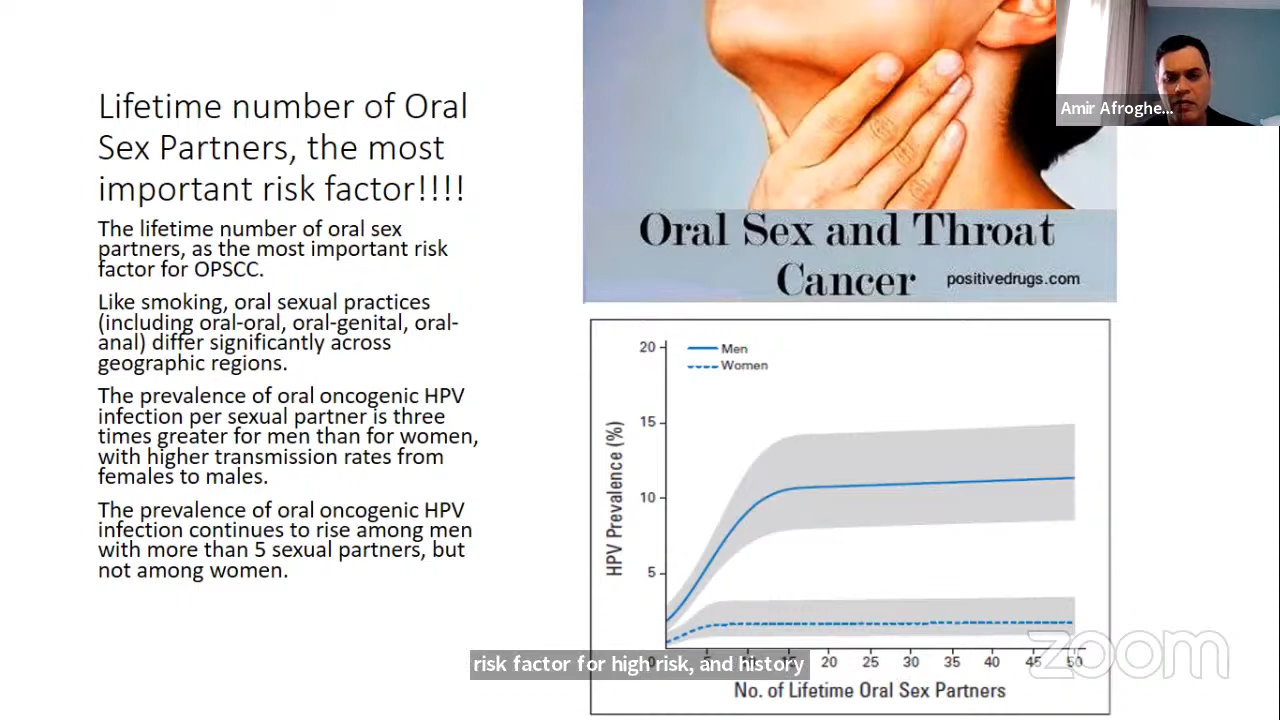 Lifetime number of Oral
Sex Partners, the most
important risk factor!!!!
The lifetime number of oral sex
partners, as the most important risk
factor for OPSCC.
Like smoking, oral sexual practices
(including oral-oral, oral-genital, oral-
anal) differ significantly across
geographic regions.
The prevalence of oral oncogenic HPV
infection per sexual partner is three
times greater for men than for women,
with higher transmission rates from
females to males.
The prevalence of oral oncogenic HPV
infection continues to rise among men
with more than 5 sexual partners, but
not among women.
Amir Afroghe...
Oral Sex and Throat
Cancer
positivedrugs.com
Men
Women
HPV Prevalence (%)
20
15
10
5
0 5 10 15 20 25 30 35 40 45 50
No. of Lifetime Oral Sex Partners
risk factor for high risk, and history
zoom